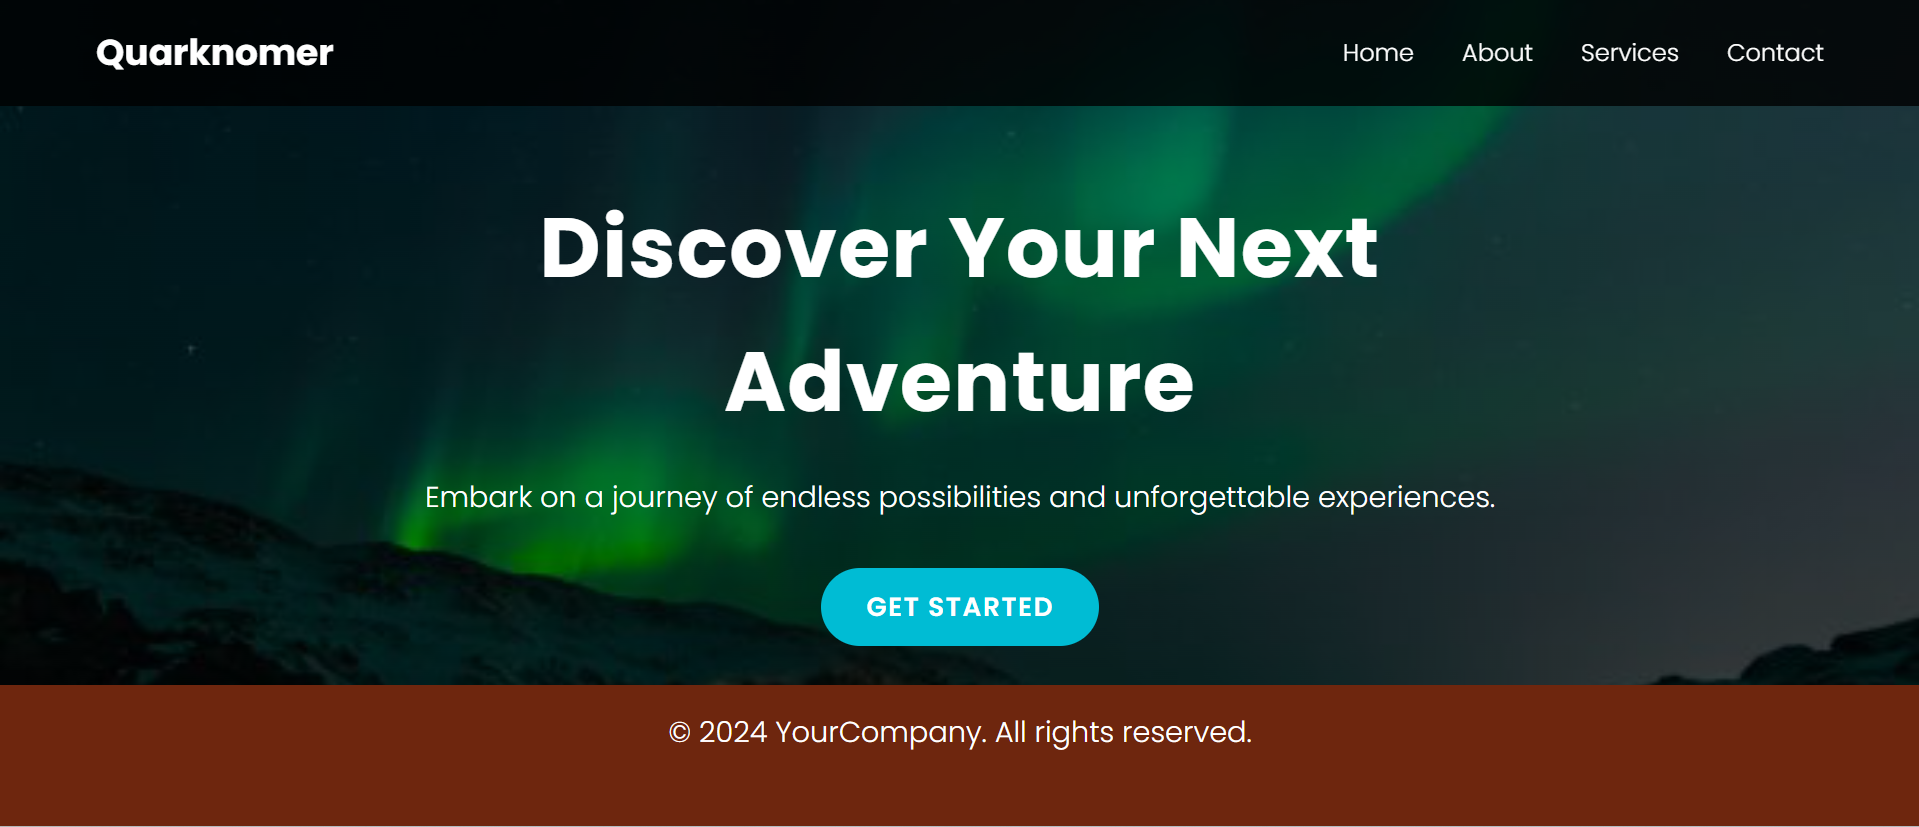 Quarknomer
Home About Services Contact
Discover Your Next
Adventure
Embark on a journey of endless possibilities and unforgettable experiences.
GET STARTED
© 2024 YourCompany. All rights reserved.